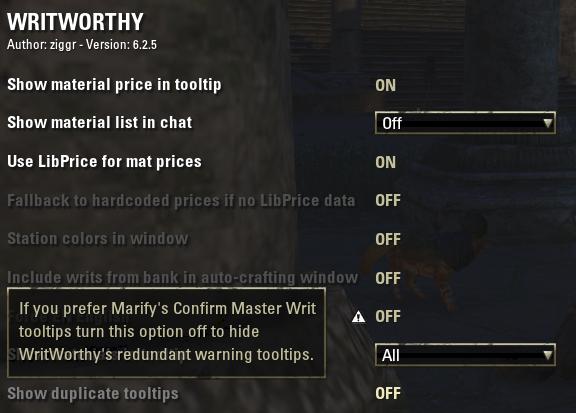 WRITWORTHY
Author: ziggr - Version: 6.2.5
Show material price in tooltip ON
Show material list in chat Off
Use LibPrice for mat prices ON
Fallback to hardcoded prices if no LibPrice data OFF
Station colors in window OFF
Include writs from bank in auto-crafting window OFF
OFF
If you prefer Marify's Confirm Master Writ
tooltips turn this option off to hide
WritWorthy's redundant warning tooltips.
All
Show duplicate tooltips OFF